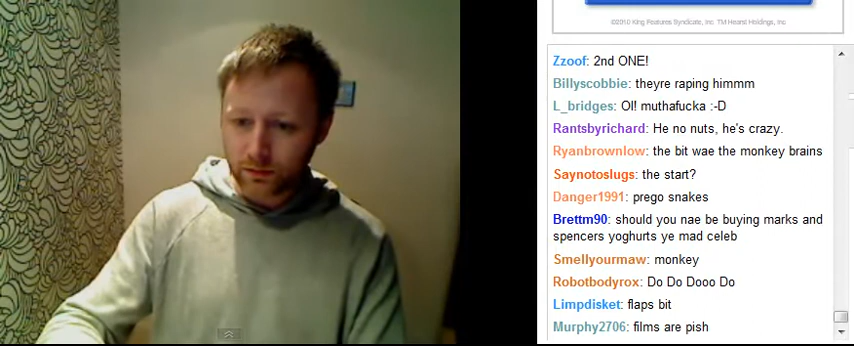 ©2010 King Features Syndicate, Inc. TM Hearst Holdings, Inc
Zzoof: 2nd ONE!
Billyscobbie: theyre raping himmm
L_bridges: OI! muthafucka :-D
Rantsbyrichard: He no nuts, he's crazy.
Ryanbrownlow: the bit wae the monkey brains
Saynotoslugs: the start?
Danger1991: prego snakes
Brettm90: should you nae be buying marks and
spencers yoghurts ye mad celeb
Smellyourmaw: monkey
Robotbodyrox: Do Do Dooo Do
Limpdisket: flaps bit
Murphy2706: films are pish